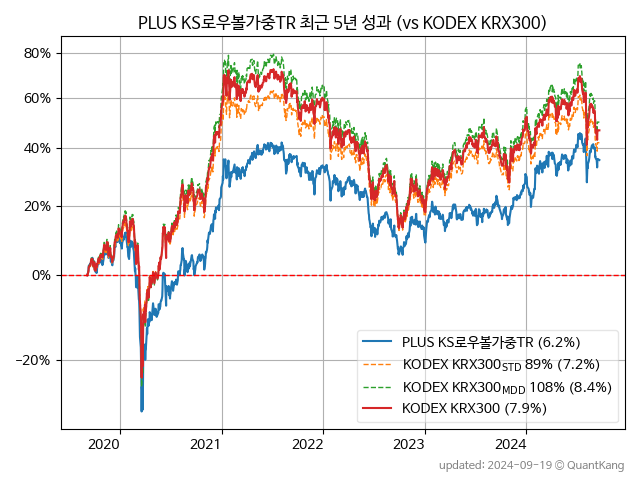 PLUS KS로우볼가중TR 최근 5년 성과 (vs KODEX KRX300)
80%
60%
40%
20%
0%
−20%
PLUS KS로우볼가중TR (6.2%)
KODEX KRX300STD 89% (7.2%)
KODEX KRX300MDD 108% (8.4%)
KODEX KRX300 (7.9%)
2020 2021 2022 2023 2024
updated: 2024-09-19 © QuantKang